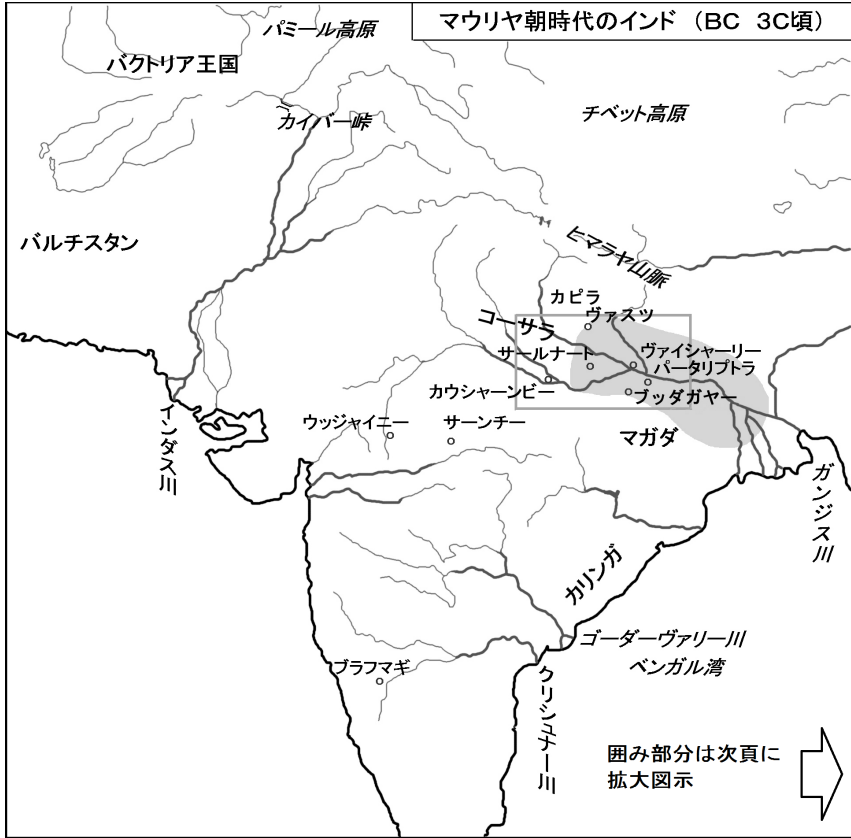 マウリヤ朝時代のインド （BC 3C頃）
パミール高原
バクトリア王国
カイバー峠
チベット高原
バルチスタン
ヒマラヤ山脈
カピラ
ヴァスツ
コーサラ
サールナート
ヴァイシャーリー
パータリプトラ
カウシャーンビー
ブッダガヤー
インダス川
ウッジャイニー
サーンチー
マガダ
ガンジス川
カリンガ
ゴーダーヴァリー川
ベンガル湾
ブラフマギ
クリシュナー川
囲み部分は次頁に
拡大図示